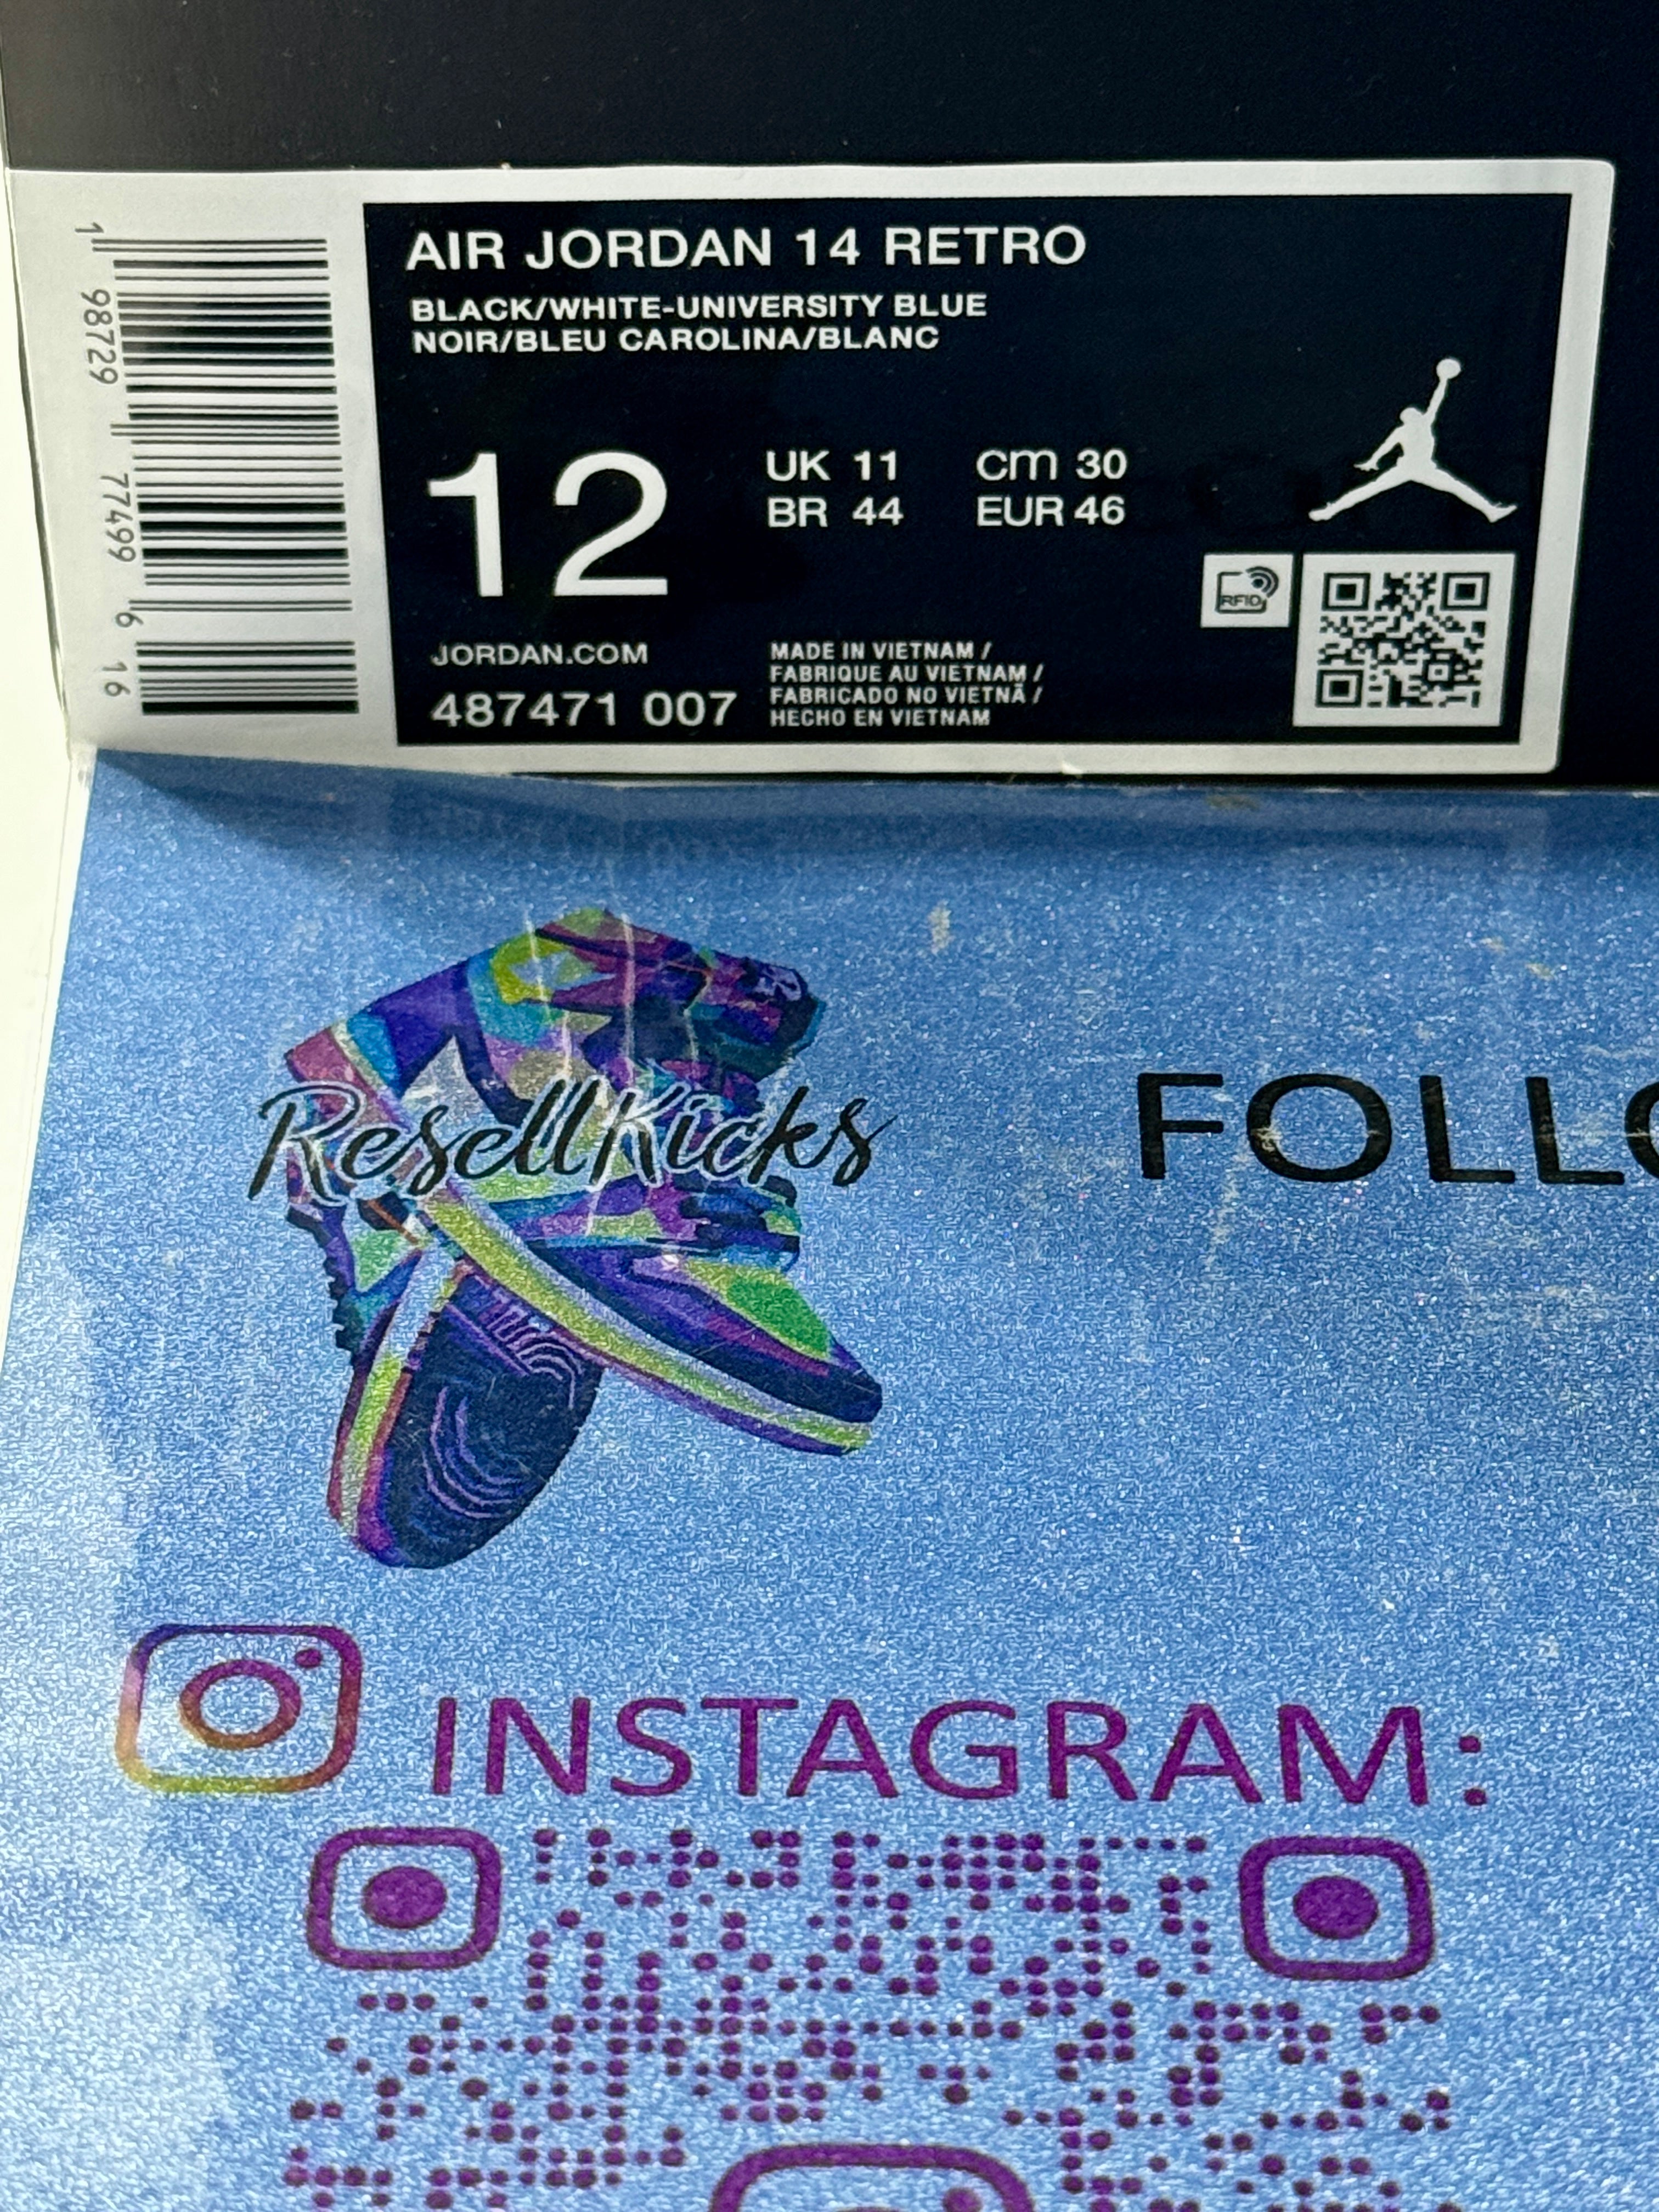 AIR JORDAN 14 RETRO
BLACK/WHITE-UNIVERSITY BLUE
NOIR/BLEU CAROLINA/BLANC
12
UK 11
cm 30
BR 44
EUR 46
RFID
JORDAN.COM
487471 007
MADE IN VIETNAM /
FABRIQUE AU VIETNAM /
FABRICADO NO VIETNÃ /
HECHO EN VIETNAM
1 98729 77499 6 16
ResellKicks
FOLLO
INSTAGRAM: